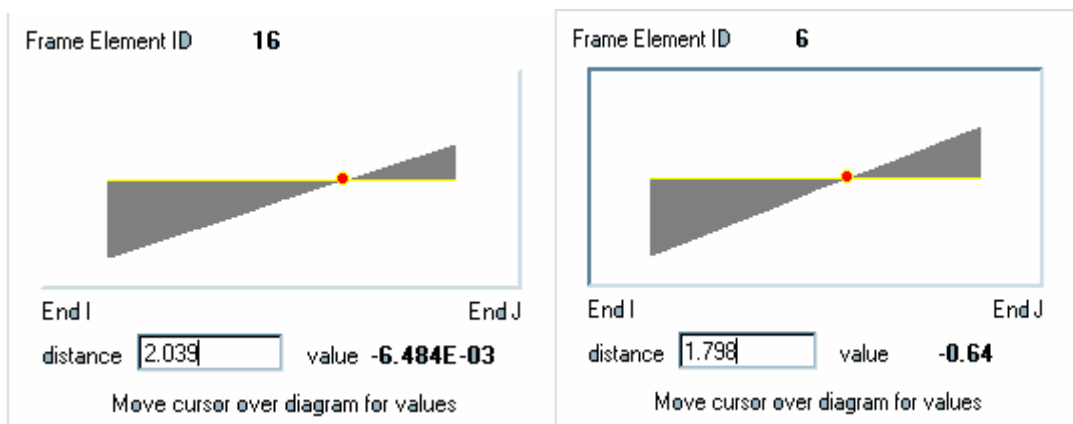 Frame Element ID 16
End I End J
distance 2.039 value -6.484E-03
Move cursor over diagram for values
Frame Element ID 6
End I End J
distance 1.798 value -0.64
Move cursor over diagram for values